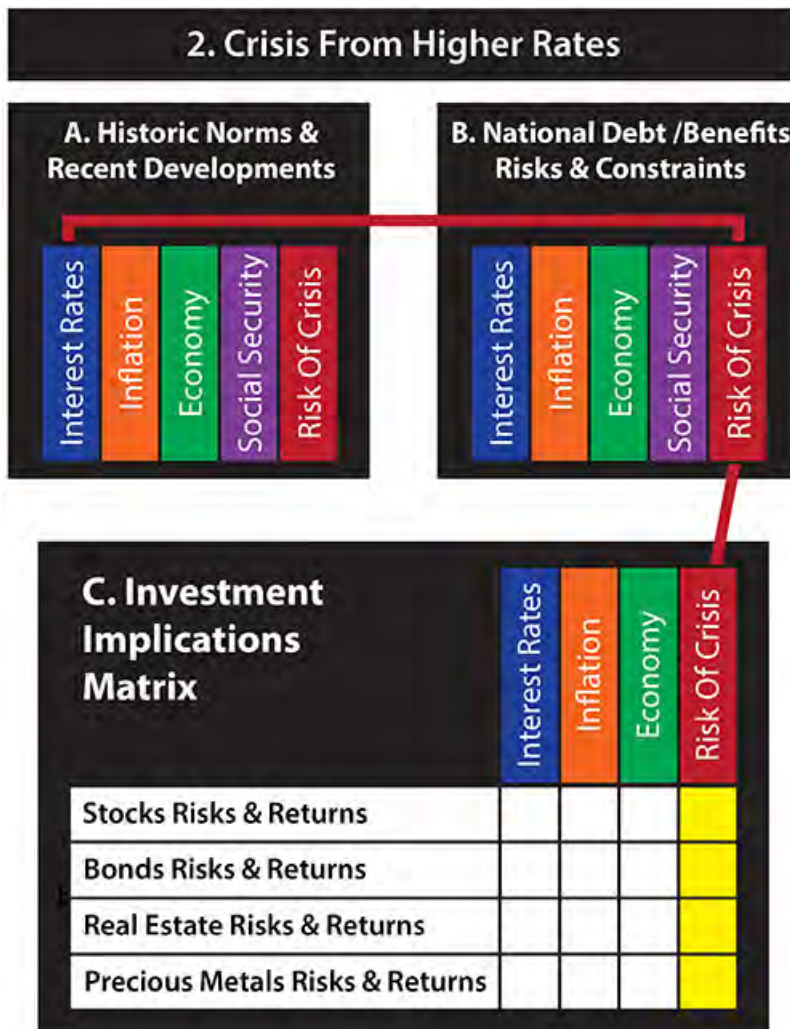 2. Crisis From Higher Rates
A. Historic Norms &
Recent Developments
Interest Rates
Inflation
Economy
Social Security
Risk Of Crisis
B. National Debt /Benefits
Risks & Constraints
Interest Rates
Inflation
Economy
Social Security
Risk Of Crisis
C. Investment
Implications
Matrix
Interest Rates
Inflation
Economy
Risk Of Crisis
Stocks Risks & Returns
Bonds Risks & Returns
Real Estate Risks & Returns
Precious Metals Risks & Returns